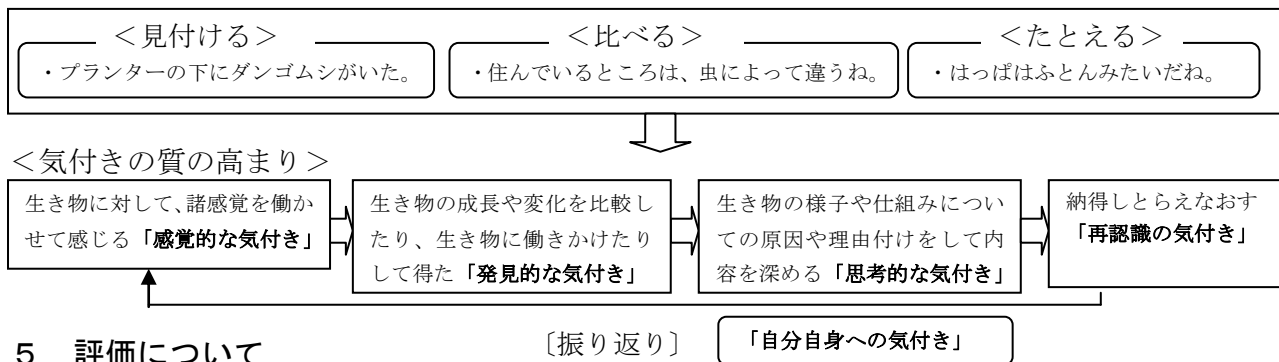 ＜見付ける＞
・プランターの下にダンゴムシがいた。
＜比べる＞
・住んでいるところは、虫によって違うね。
＜たとえる＞
・はっぱはふとんみたいだね。
＜気付きの質の高まり＞
生き物に対して、諸感覚を働か
せて感じる「感覚的な気付き」
生き物の成長や変化を比較し
たり、生き物に働きかけたり
して得た「発見的な気付き」
生き物の様子や仕組みについ
ての原因や理由付けをして内
容を深める「思考的な気付き」
納得しとらえなおす
「再認識の気付き」
〔振り返り〕
「自分自身への気付き」
５　評価について